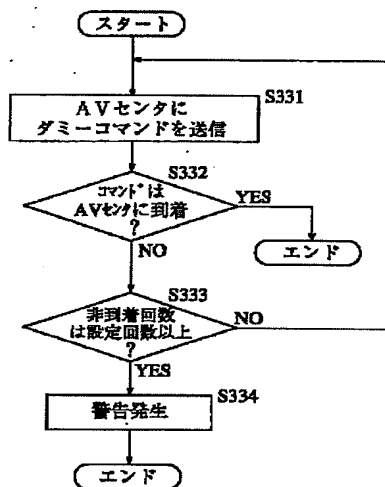 スタート
S331
AVセンタに
ダミーコマンドを送信
S332
コマンドは
AVセンタに到着
?
YES
エンド
NO
S333
非到着回数
は設定回数以上
?
NO
YES
S334
警告発生
エンド